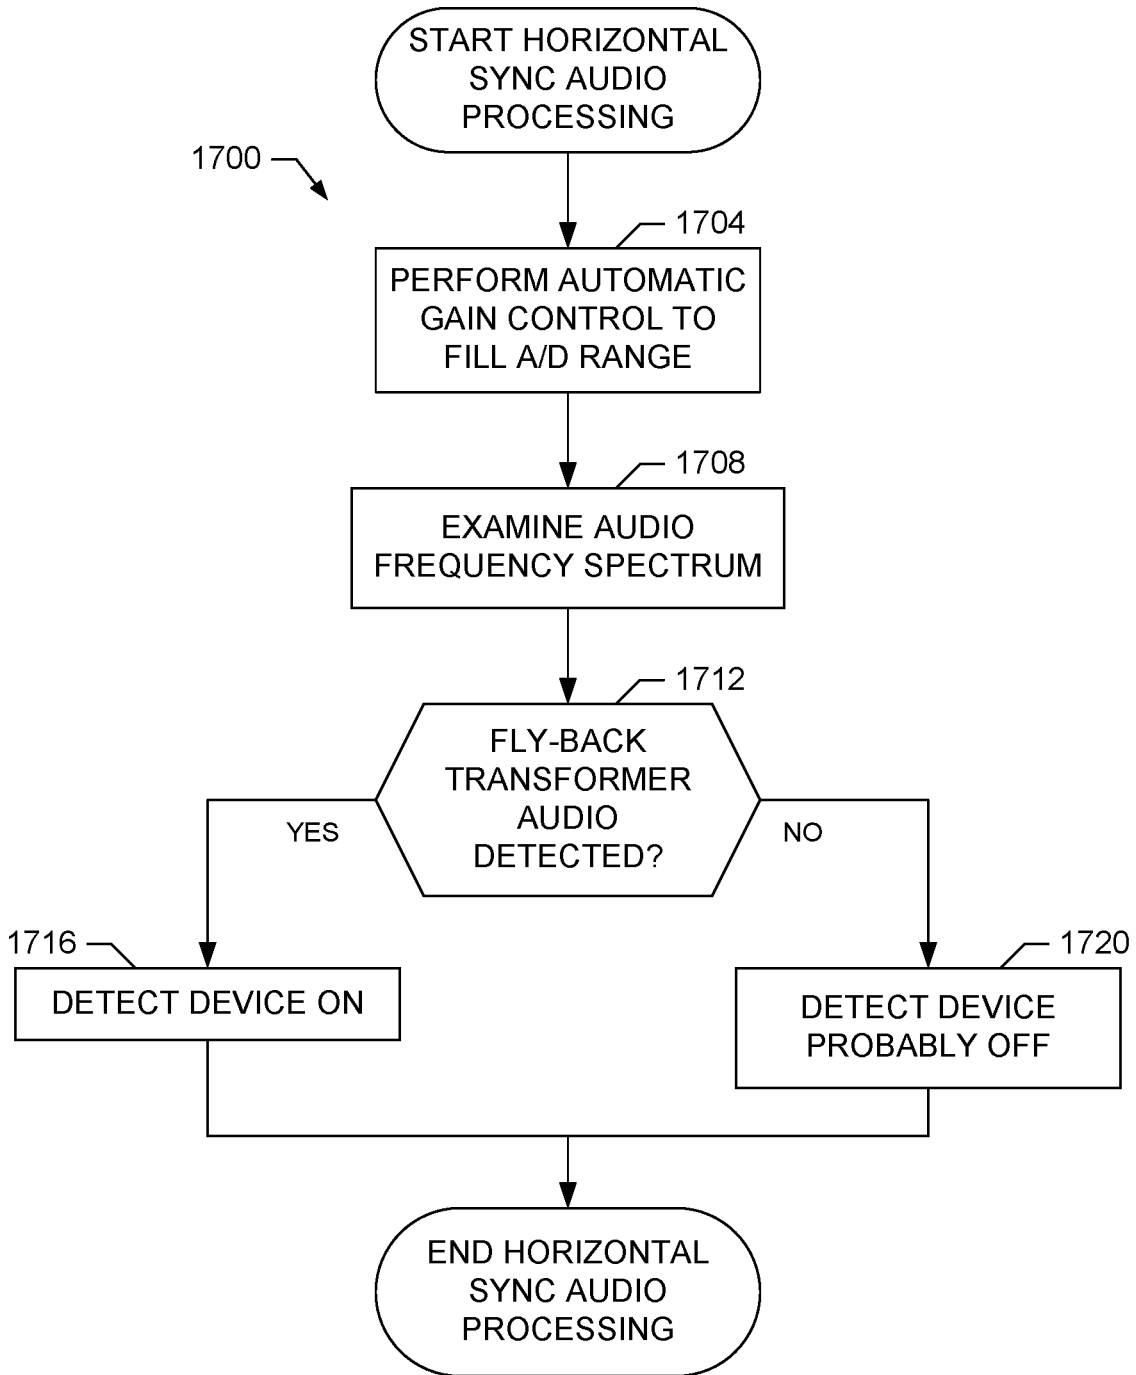 START HORIZONTAL
SYNC AUDIO
PROCESSING
1700
1704
PERFORM AUTOMATIC
GAIN CONTROL TO
FILL A/D RANGE
1708
EXAMINE AUDIO
FREQUENCY SPECTRUM
1712
FLY-BACK
TRANSFORMER
AUDIO
DETECTED?
YES
NO
1716
DETECT DEVICE ON
1720
DETECT DEVICE
PROBABLY OFF
END HORIZONTAL
SYNC AUDIO
PROCESSING